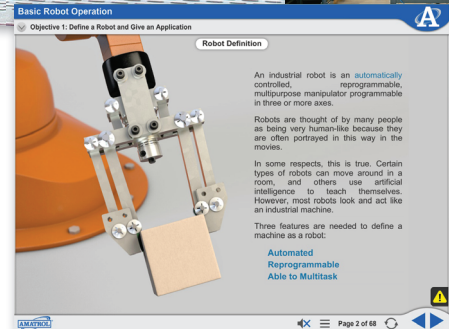 Basic Robot Operation
Objective 1: Define a Robot and Give an Application
A
Robot Definition
An industrial robot is an automatically
controlled, reprogrammable,
multipurpose manipulator programmable
in three or more axes.
Robots are thought of by many people
as being very human-like because they
are often portrayed in this way in the
movies.
In some respects, this is true. Certain
types of robots can move around in a
room, and others use artificial
intelligence to teach themselves.
However, most robots look and act like
an industrial machine.
Three features are needed to define a
machine as a robot:
Automated
Reprogrammable
Able to Multitask
AMATROL
Page 2 of 68